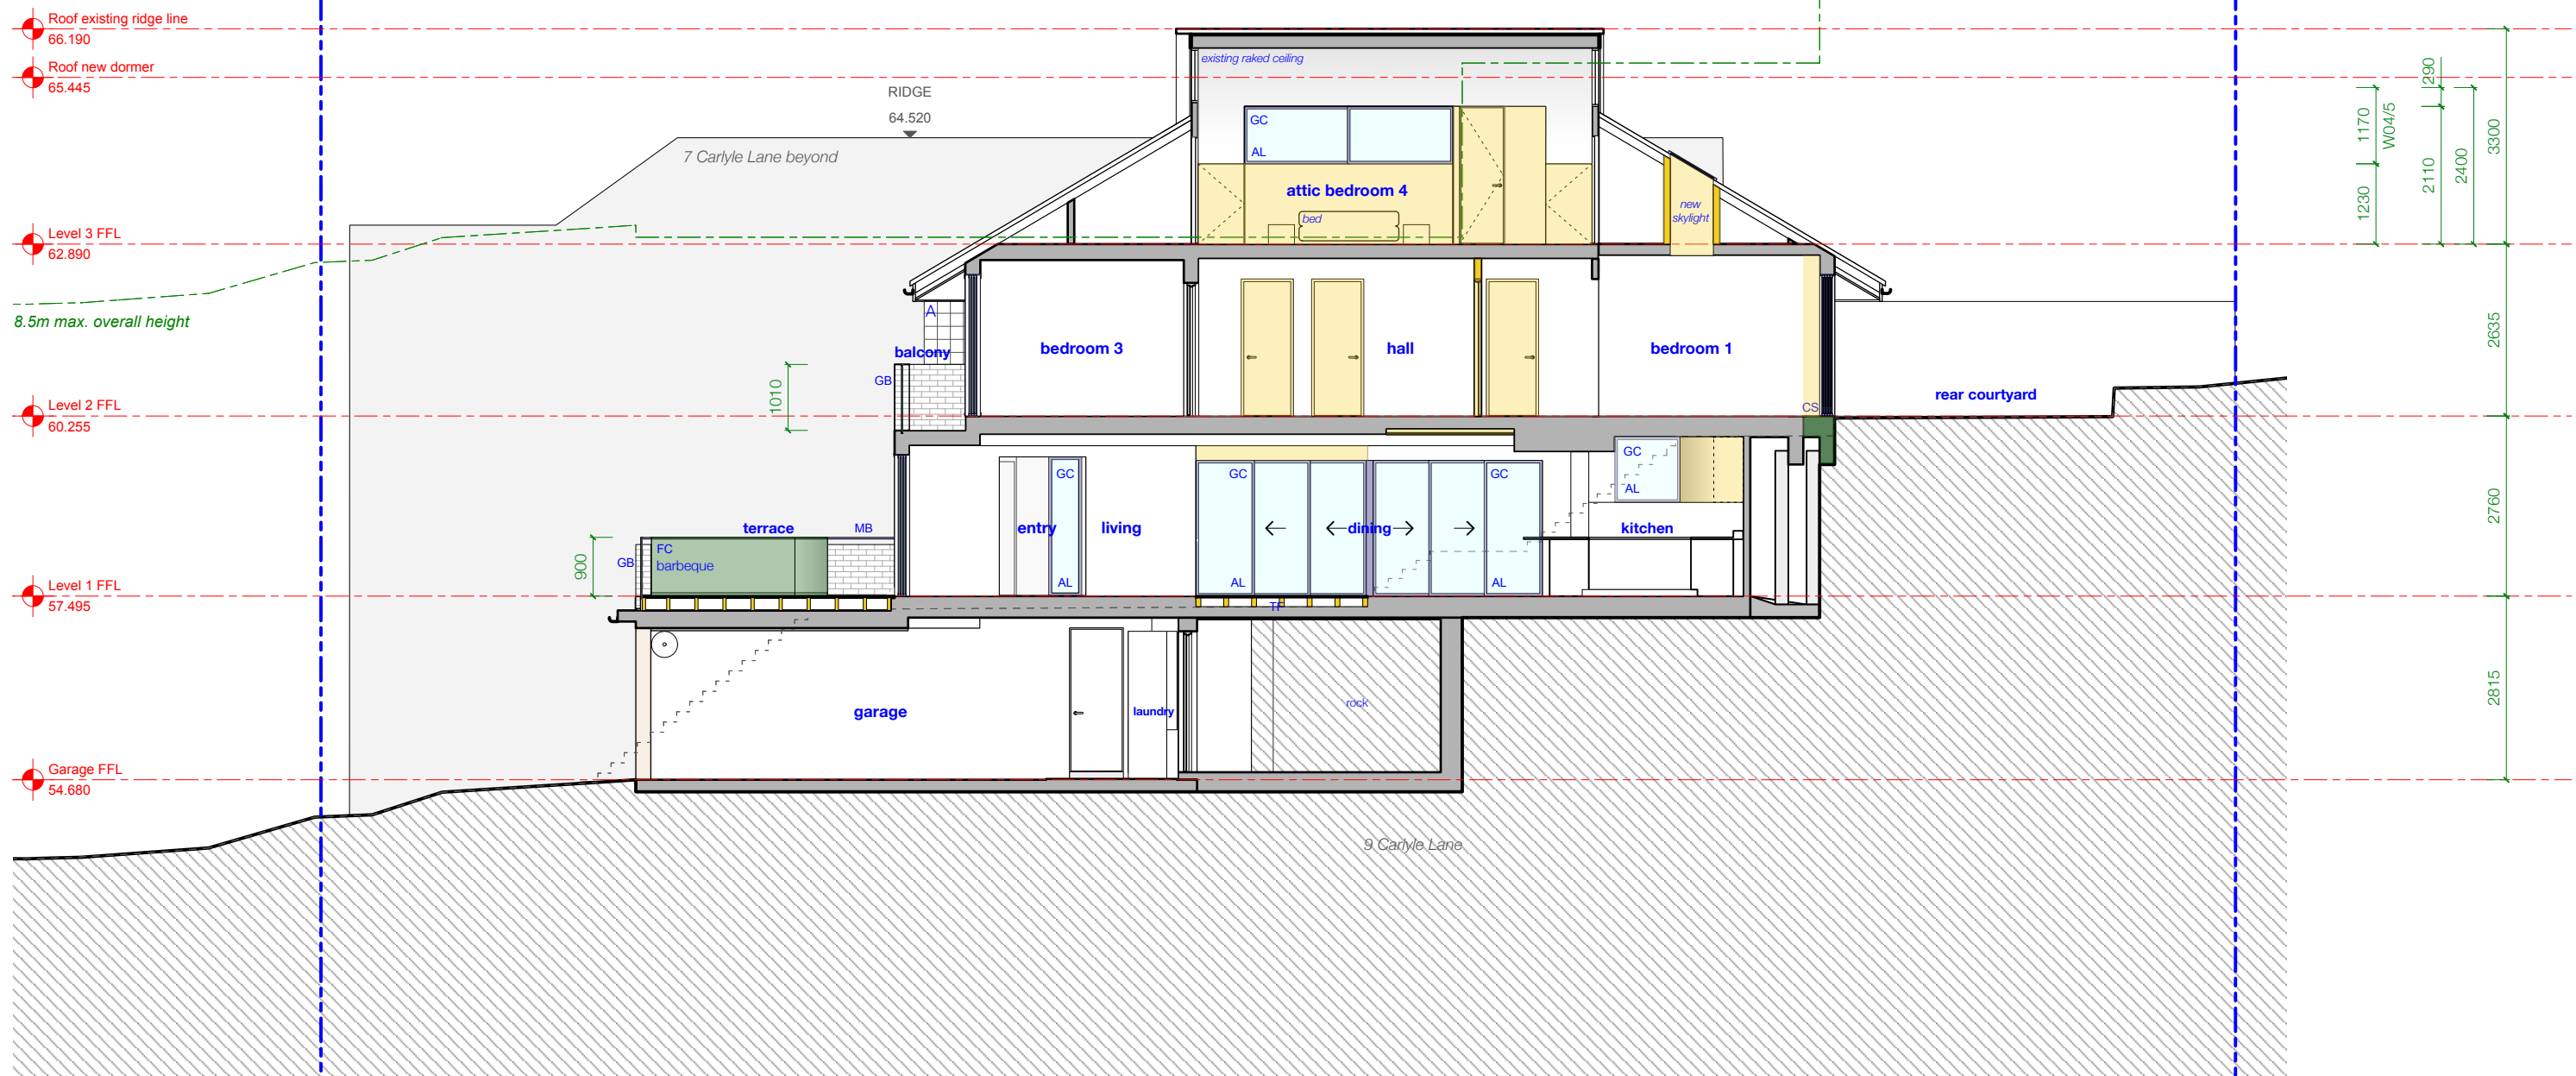 Roof existing ridge line
66.190
Roof new dormer
65.445
RIDGE
64.520
7 Carlyle Lane beyond
existing raked ceiling
GC
AL
attic bedroom 4
bed
new
skylight
290
1170
W04/5
2110
2400
3300
1230
Level 3 FFL
62.890
8.5m max. overall height
A
balcony
GB
1010
bedroom 3
hall
bedroom 1
CS
rear courtyard
2635
Level 2 FFL
60.255
terrace
MB
GB
FC
barbeque
900
entry
GC
AL
living
GC
AL
dining
GC
AL
GC
AL
kitchen
2760
Level 1 FFL
57.495
TF
garage
laundry
rock
2815
Garage FFL
54.680
9 Carlyle Lane